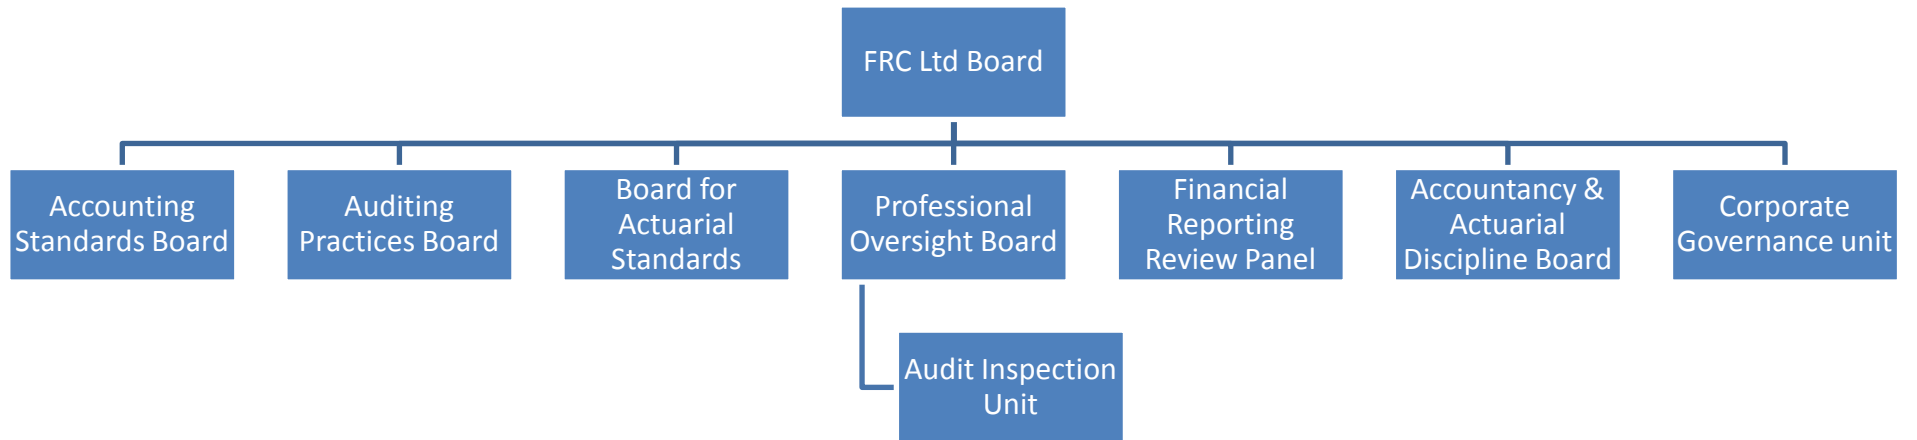 FRC Ltd Board
Accounting
Standards Board
Auditing
Practices Board
Board for
Actuarial
Standards
Professional
Oversight Board
Financial
Reporting
Review Panel
Accountancy &
Actuarial
Discipline Board
Corporate
Governance unit
Audit Inspection
Unit